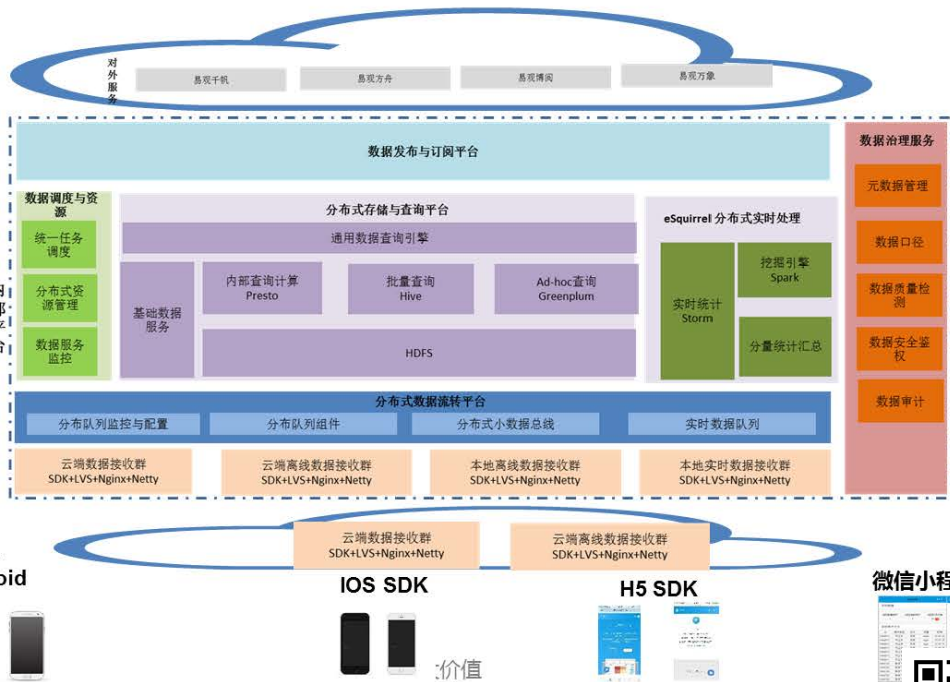 对外服务
易观千帆
易观方舟
易观博阅
易观万象
数据发布与订阅平台
数据治理服务
元数据管理
数据口径
数据质量检
测
数据安全鉴
权
数据审计
数据调度与资
源
统一任务
调度
分布式资
源管理
数据服务
监控
部
台
分布式存储与查询平台
通用数据查询引擎
基础数据
服务
内部查询计算
Presto
批量查询
Hive
Ad-hoc查询
Greenplum
HDFS
eSquirrel 分布式实时处理
实时统计
Storm
挖掘引擎
Spark
分量统计汇总
分布式数据流转平台
分布队列监控与配置
分布队列组件
分布式小数据总线
实时数据队列
云端数据接收群
SDK+LVS+Nginx+Netty
云端离线数据接收群
SDK+LVS+Nginx+Netty
本地离线数据接收群
SDK+LVS+Nginx+Netty
本地实时数据接收群
SDK+LVS+Nginx+Netty
云端数据接收群
SDK+LVS+Nginx+Netty
云端离线数据接收群
SDK+LVS+Nginx+Netty
oid
IOS SDK
H5 SDK
微信小程
价值